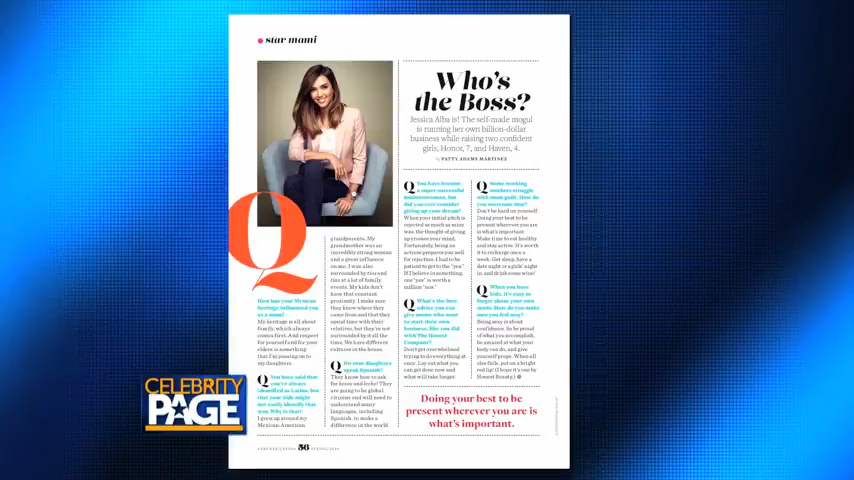 star mami
Who's
the Boss?
Jessica Alba is! The self-made mogul
is running her own billion-dollar
business while raising two confident
girls, Honor, 7, and Haven, 4.
by PATTY ADAMS MARTINEZ
Q
How has your Mexican
heritage influenced you
as a mom?
My heritage is all about
family, which always
comes first. And respect
for yourself and for your
elders is something
that I'm passing on to
my daughters.
Q You have said that
you've always
identified as Latina, but
that your kids might
not easily identify that
way. Why is that?
I grew up around my
Mexican-American
grandparents. My
grandmother was an
incredibly strong woman
and a great influence
on me. I was also
surrounded by tios and
tias at a lot of family
events. My kids don't
have that constant
proximity. I make sure
they know where they
came from and that they
spend time with their
relatives, but they're not
surrounded by it all the
time. We have different
cultures in the house.
Q Do your daughters
speak Spanish?
They know how to ask
for besos and leche! They
are going to be global
citizens and will need to
understand many
languages, including
Spanish, to make a
difference in the world
Q You have become
a super-successful
businesswoman, but
did you ever consider
giving up your dream?
When your initial pitch is
rejected as much as mine
was, the thought of giving
up crosses your mind.
Fortunately, being an
actress prepares you well
for rejection. I had to be
patient to get to the "yes."
If I believe in something,
one "yes" is worth a
million "nos."
Q What's the best
advice you can
give moms who want
to start their own
business, like you did
with The Honest
Company?
Don't get overwhelmed
trying to do everything at
once. Lay out what you
can get done now and
what will take longer.
Q Some working
mothers struggle
with mom guilt. How do
you overcome that?
Don't be hard on yourself.
Doing your best to be
present wherever you are
is what's important.
Make time to eat healthy
and stay active. It's worth
it to recharge once a
week: Get sleep, have a
date night or a girls' night
in, and drink some wine!
Q When you have
kids, it's easy to
forget about your own
needs. How do you make
sure you feel sexy?
Being sexy is about
confidence. So be proud
of what you accomplish,
be amazed at what your
body can do, and give
yourself props. When all
else fails, put on a bright
red lip! (I hope it's one by
Honest Beauty.)
Doing your best to be
present wherever you are is
what's important.
56
CELEBRITY
PAGE